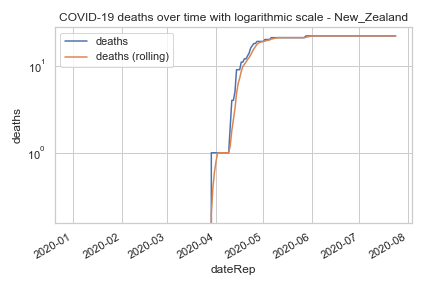 COVID-19 deaths over time with logarithmic scale - New_Zealand
deaths
deaths (rolling)
10¹
10⁰
deaths
2020-01
2020-02
2020-03
2020-04
2020-05
2020-06
2020-07
2020-08
dateRep